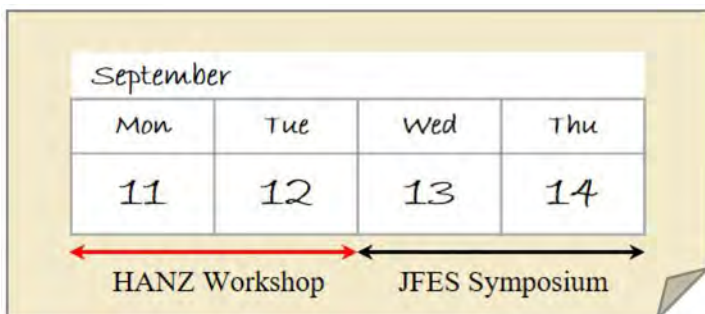 September
Mon Tue Wed Thu
11 12 13 14
HANZ Workshop JFES Symposium